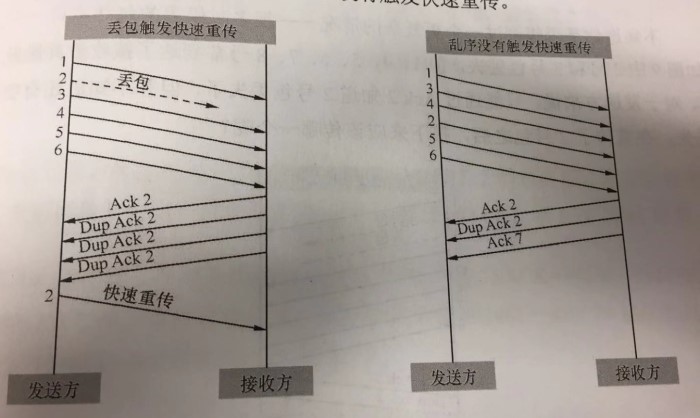 触发快速重传。
丢包触发快速重传
1
2
丢包
3
4
5
6
Ack 2
Dup Ack 2
Dup Ack 2
Dup Ack 2
2
快速重传
发送方
接收方
乱序没有触发快速重传
1
3
4
2
5
6
Ack 2
Dup Ack 2
Ack 7
发送方
接收方